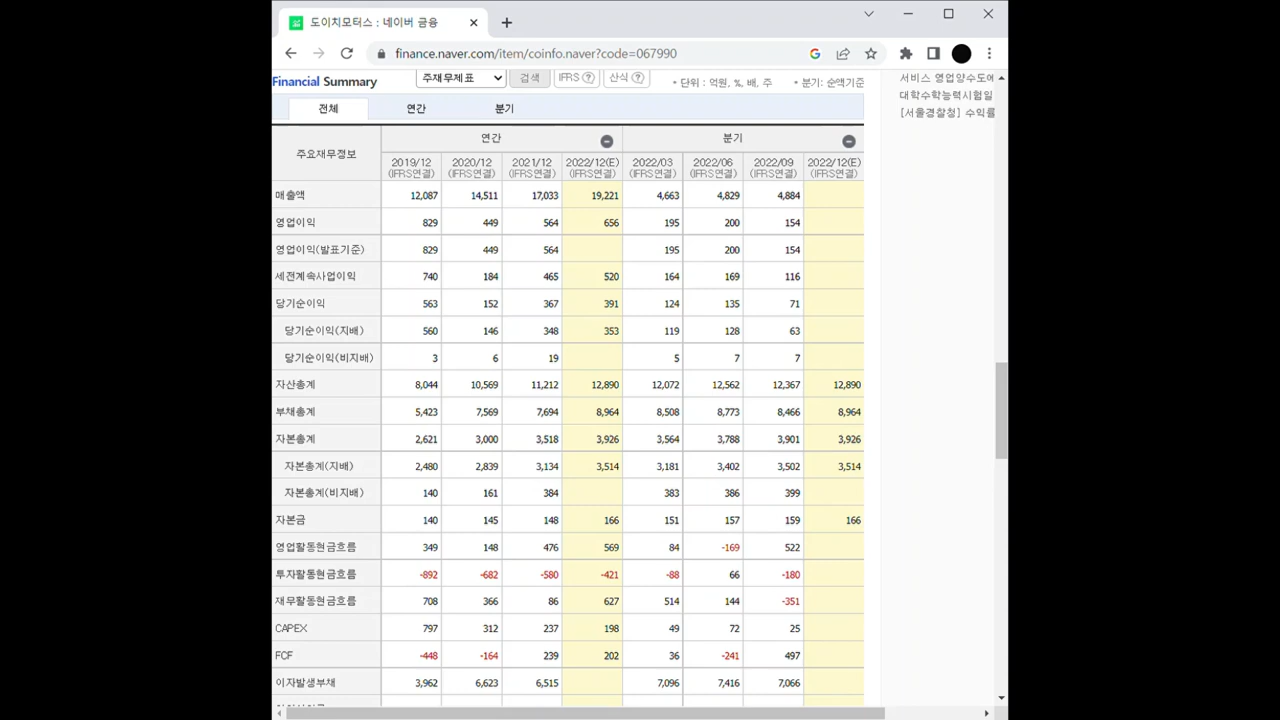 도이치모터스 : 네이버 금융
finance.naver.com/item/coinfo.naver?code=067990
Financial Summary 주재무제표 검색 IFRS ? 산식 ? * 단위 : 억원, %, 배, 주 * 분기: 순액기준
서비스 영업양수도에
대학수학능력시험일
[서울경찰청] 수익률
전체 연간 분기
주요재무정보 연간 분기
2019/12 2020/12 2021/12 2022/12(E) 2022/03 2022/06 2022/09 2022/12(E)
(IFRS연결) (IFRS연결) (IFRS연결) (IFRS연결) (IFRS연결) (IFRS연결) (IFRS연결) (IFRS연결)
매출액 12,087 14,511 17,033 19,221 4,663 4,829 4,884
영업이익 829 449 564 656 195 200 154
영업이익(발표기준) 829 449 564 195 200 154
세전계속사업이익 740 184 465 520 164 169 116
당기순이익 563 152 367 391 124 135 71
당기순이익(지배) 560 146 348 353 119 128 63
당기순이익(비지배) 3 6 19 5 7 7
자산총계 8,044 10,569 11,212 12,890 12,072 12,562 12,367 12,890
부채총계 5,423 7,569 7,694 8,964 8,508 8,773 8,466 8,964
자본총계 2,621 3,000 3,518 3,926 3,564 3,788 3,901 3,926
자본총계(지배) 2,480 2,839 3,134 3,514 3,181 3,402 3,502 3,514
자본총계(비지배) 140 161 384 383 386 399
자본금 140 145 148 166 151 157 159 166
영업활동현금흐름 349 148 476 569 84 -169 522
투자활동현금흐름 -892 -682 -580 -421 -88 66 -180
재무활동현금흐름 708 366 86 627 514 144 -351
CAPEX 797 312 237 198 49 72 25
FCF -448 -164 239 202 36 -241 497
이자발생부채 3,962 6,623 6,515 7,096 7,416 7,066